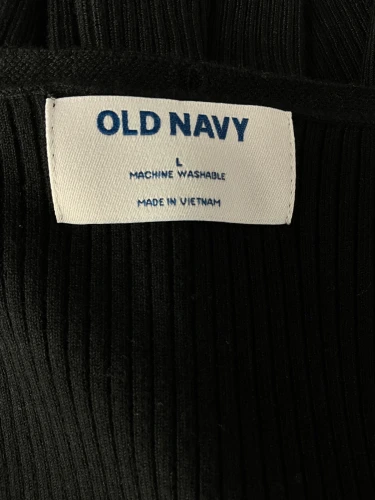 OLD NAVY
L
MACHINE WASHABLE
MADE IN VIETNAM